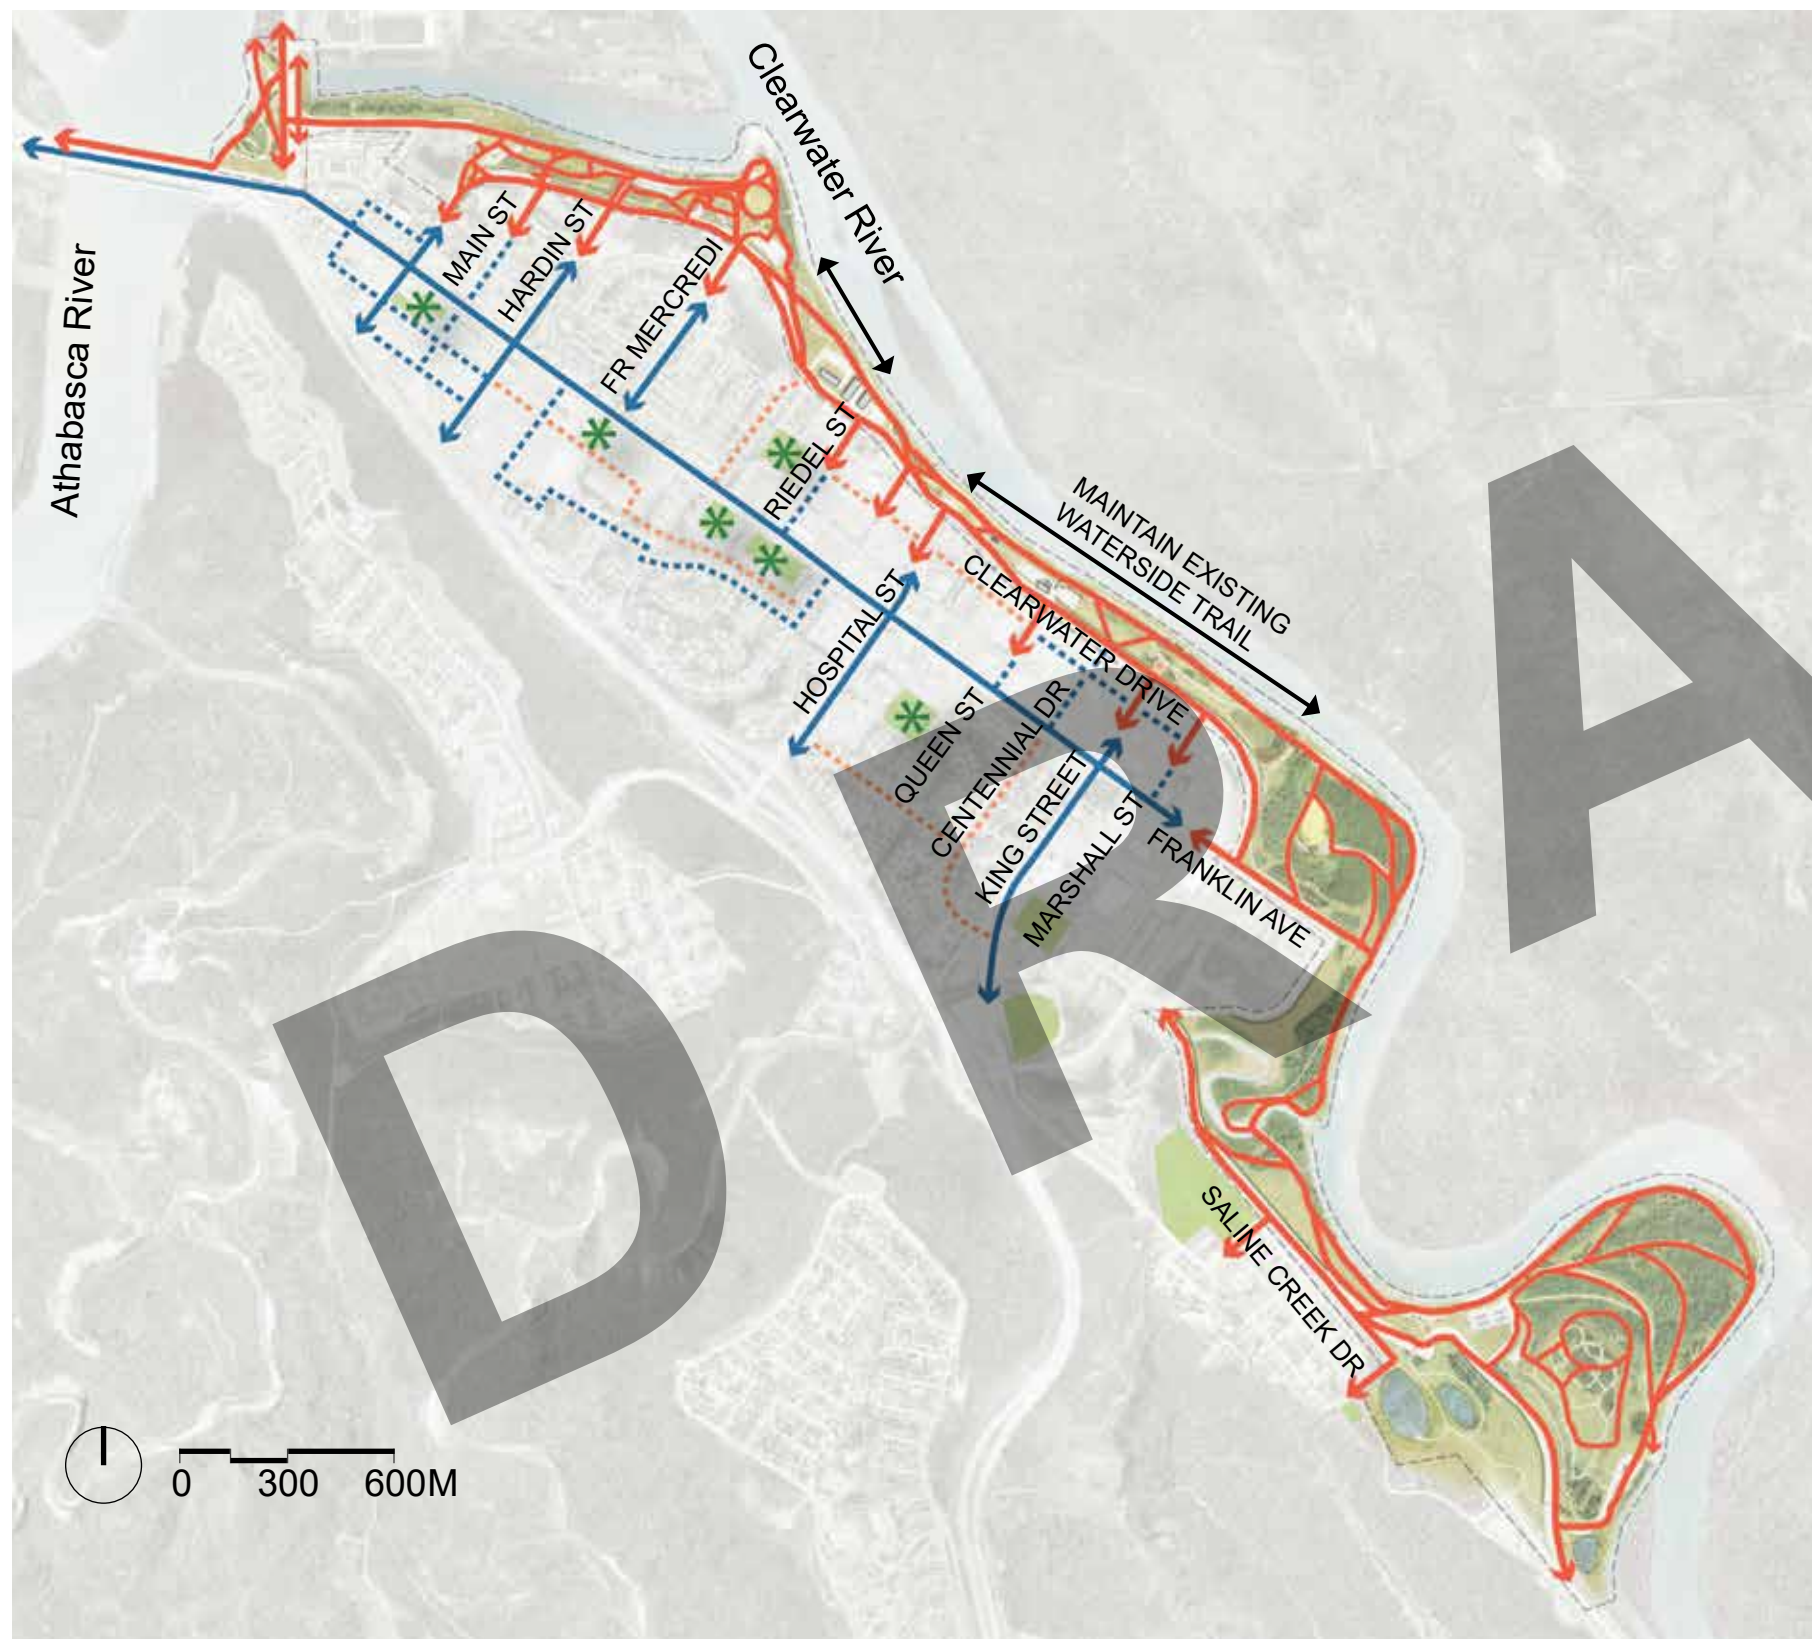 Clearwater River
Athabasca River
MAIN ST
HARDIN ST
FR MERCREDI
RIEDEL ST
MAINTAIN EXISTING
WATERSIDE TRAIL
CLEARWATER DRIVE
HOSPITAL ST
QUEEN ST
CENTENNIAL DR
KING STREET
MARSHALL ST
FRANKLIN AVE
SALINE CREEK DR
0 300 600M
DRA